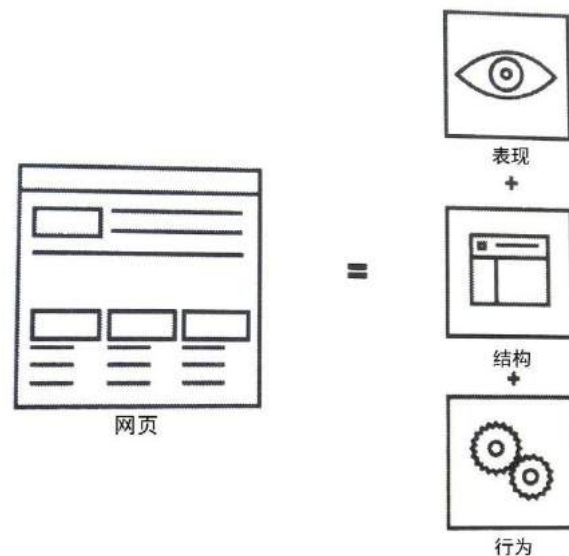 网页
=
表现
+
结构
+
行为